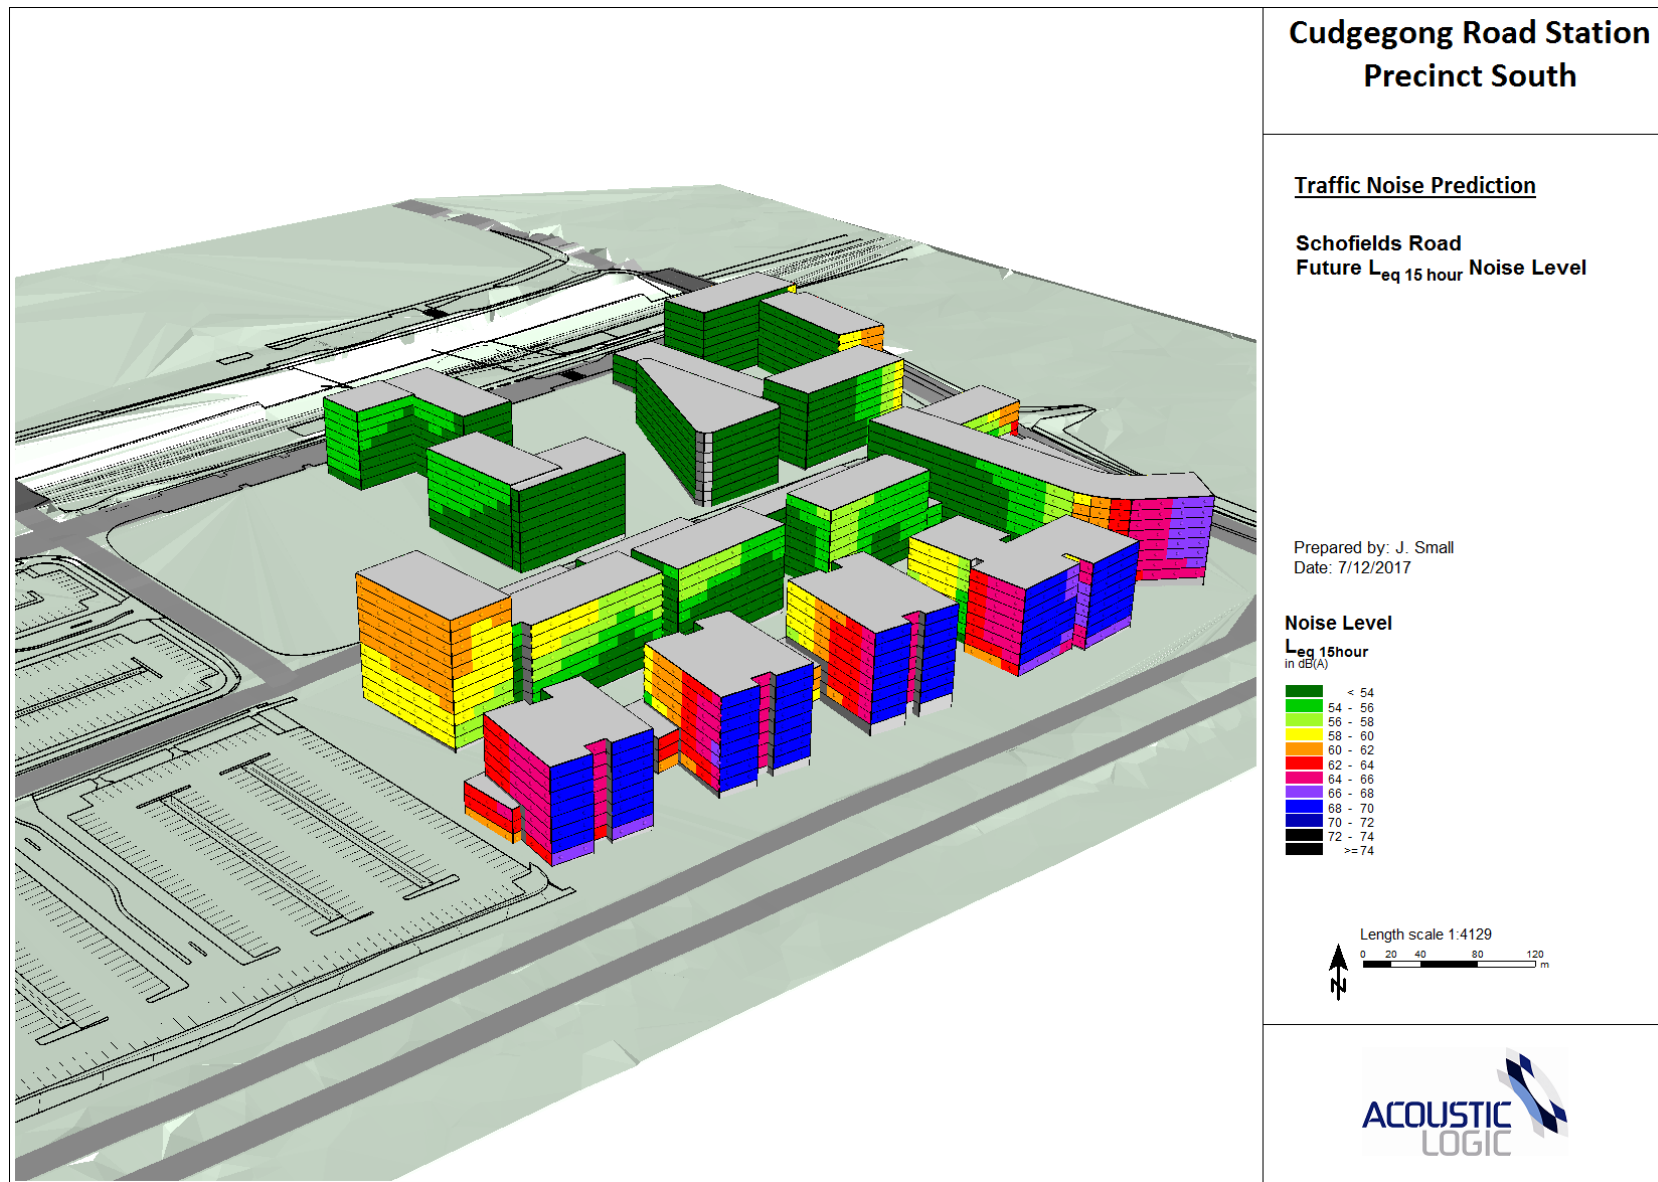 Cudgegong Road Station
Precinct South
Traffic Noise Prediction
Schofields Road
Future Leq 15 hour Noise Level
Prepared by: J. Small
Date: 7/12/2017
Noise Level
Leq 15hour
in dB(A)
< 54
54 - 56
56 - 58
58 - 60
60 - 62
62 - 64
64 - 66
66 - 68
68 - 70
70 - 72
72 - 74
>= 74
Length scale 1:4129
0 20 40 80 120
m
N
ACOUSTIC
LOGIC